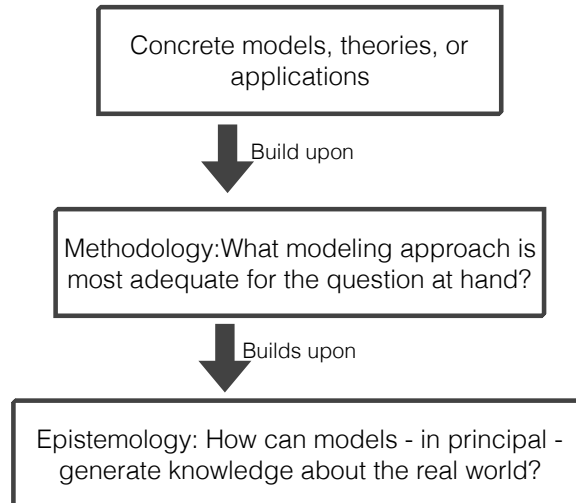 Concrete models, theories, or
applications
Build upon
Methodology:What modeling approach is
most adequate for the question at hand?
Builds upon
Epistemology: How can models - in principal -
generate knowledge about the real world?